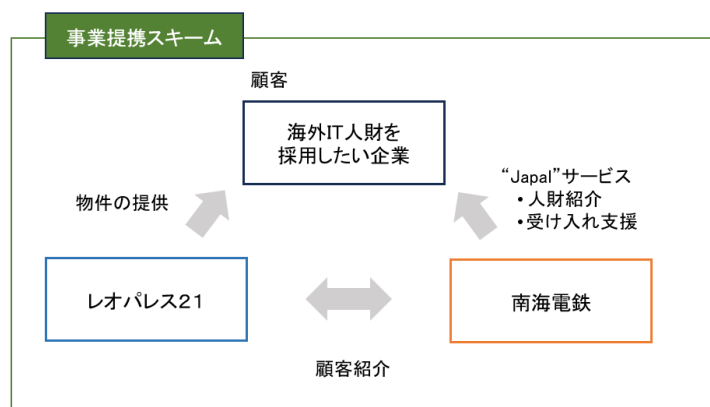 事業提携スキーム
顧客
海外IT人財を
採用したい企業
物件の提供
“Japal”サービス
・人財紹介
・受け入れ支援
レオパレス21
南海電鉄
顧客紹介